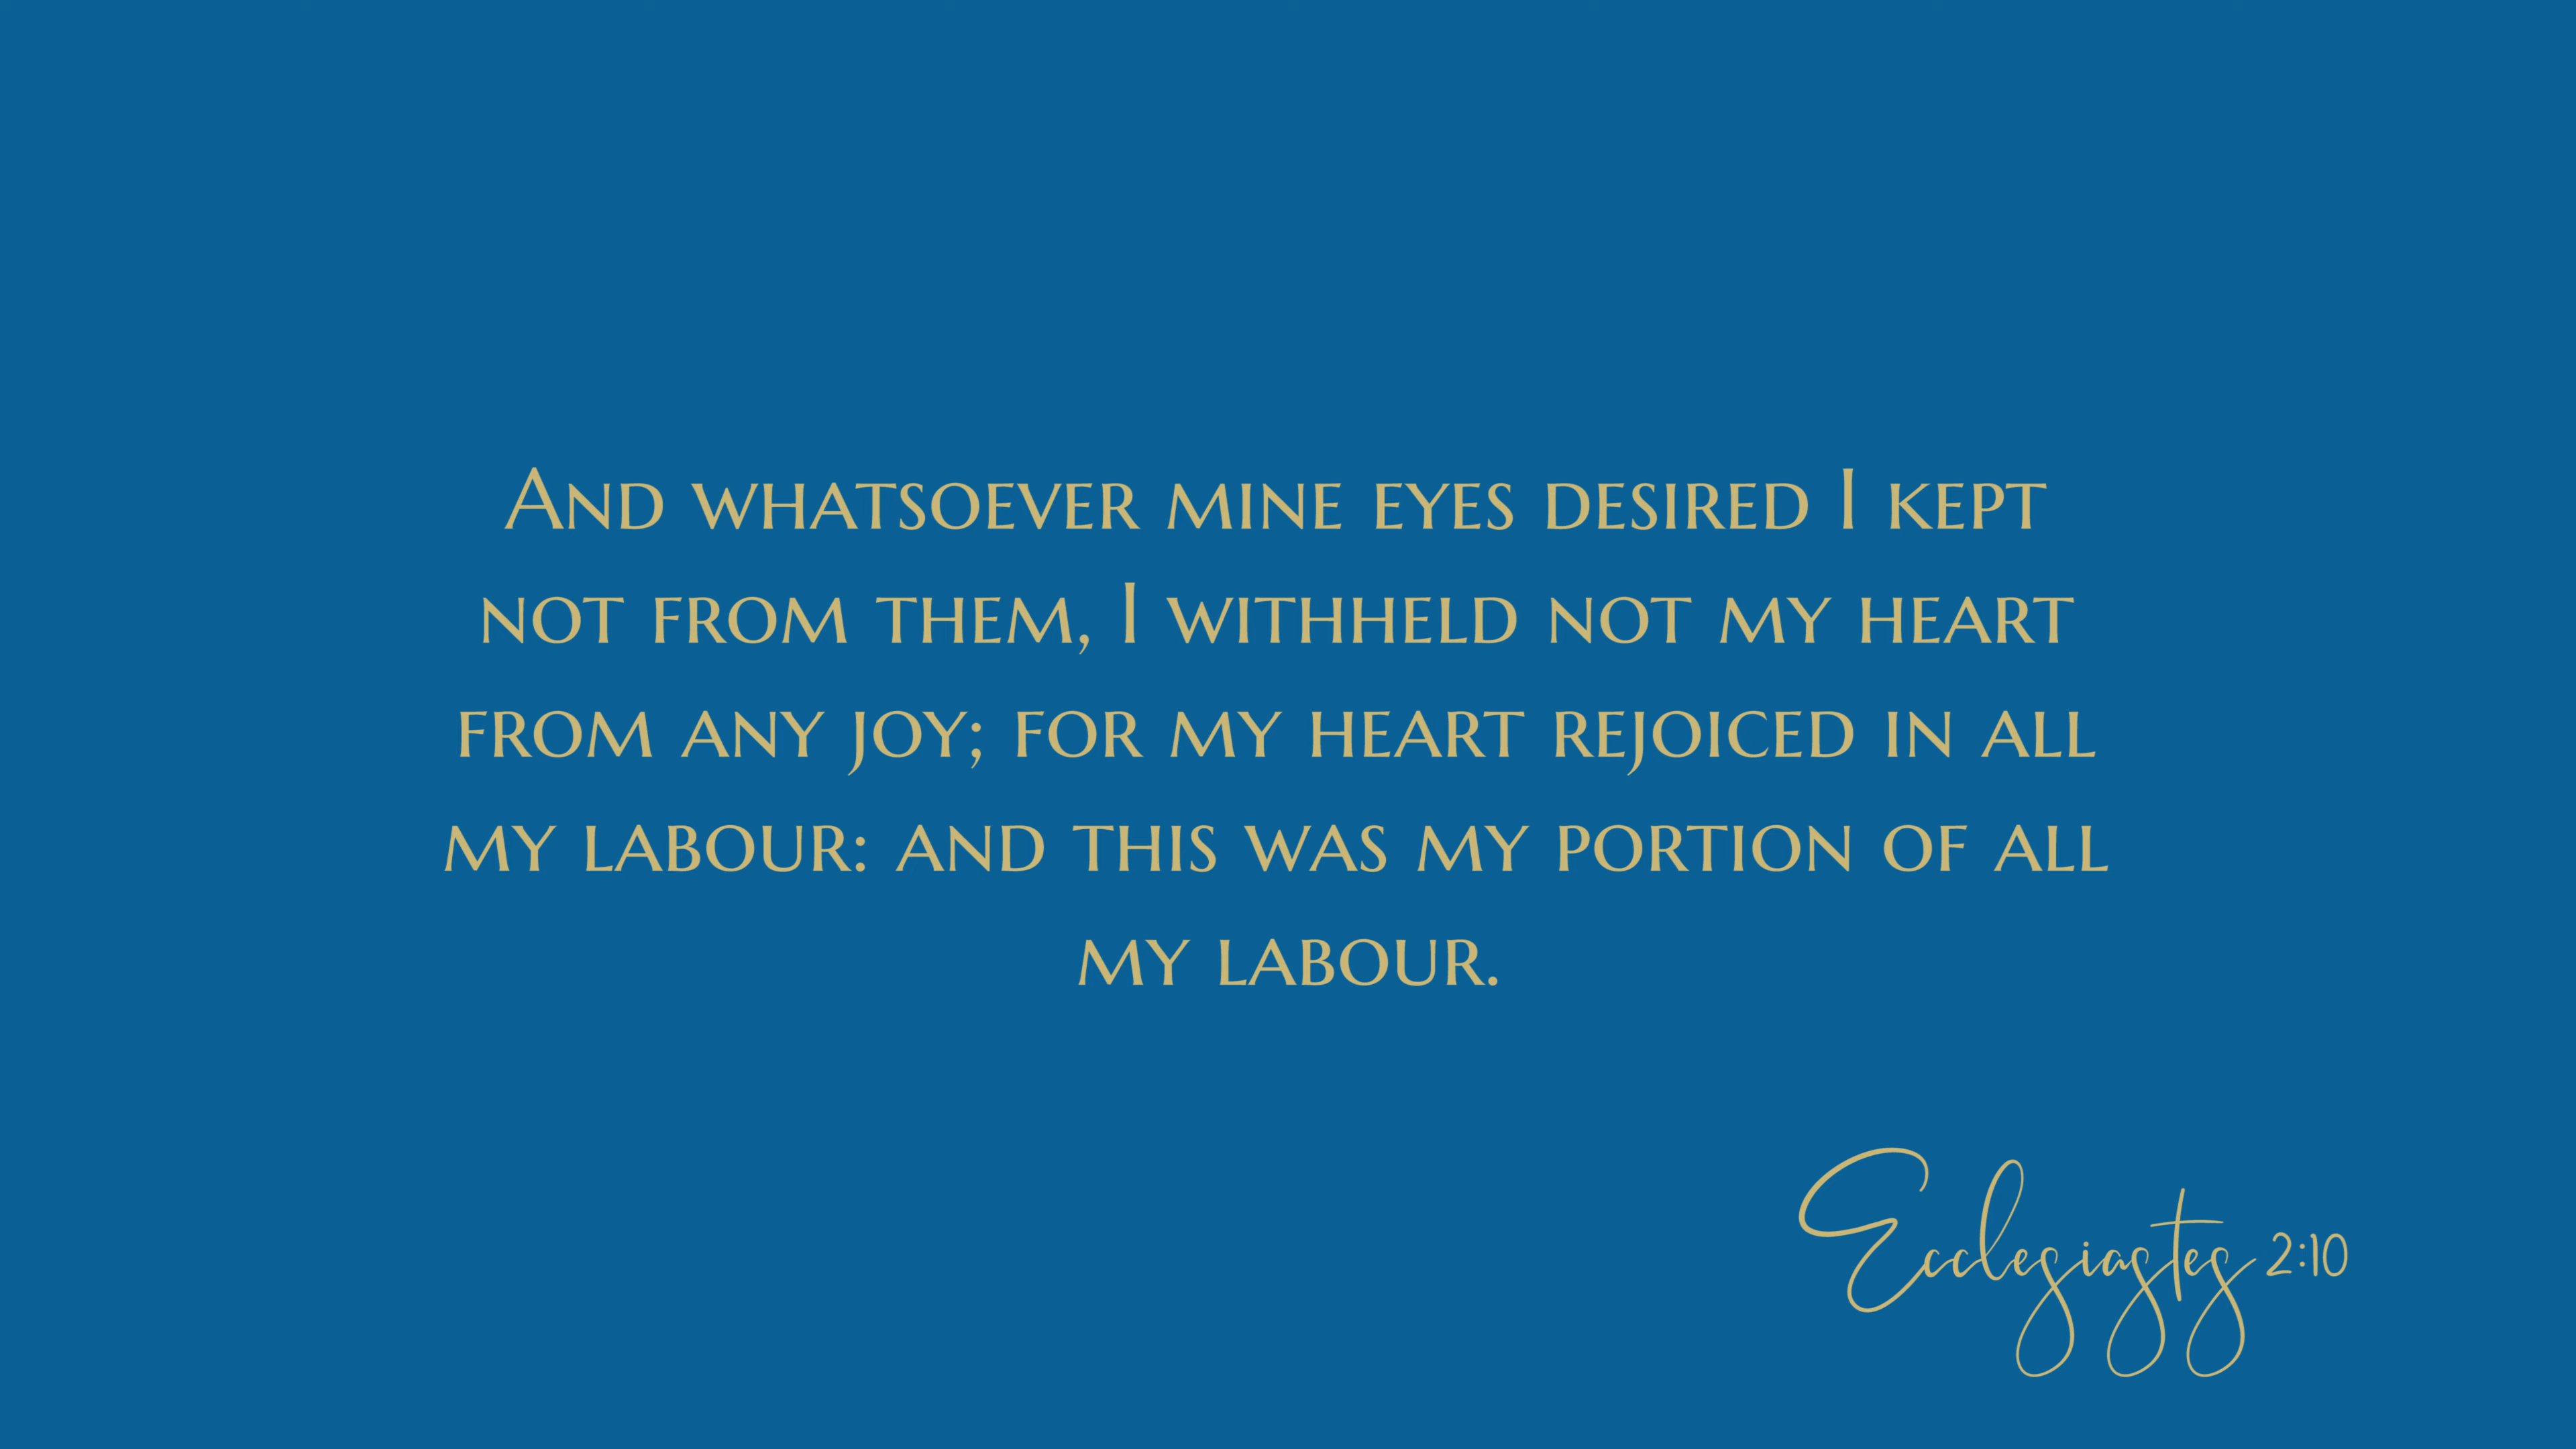 And whatsoever mine eyes desired I kept
not from them, I withheld not my heart
from any joy; for my heart rejoiced in all
my labour: and this was my portion of all
my labour.
Ecclesiastes 2:10